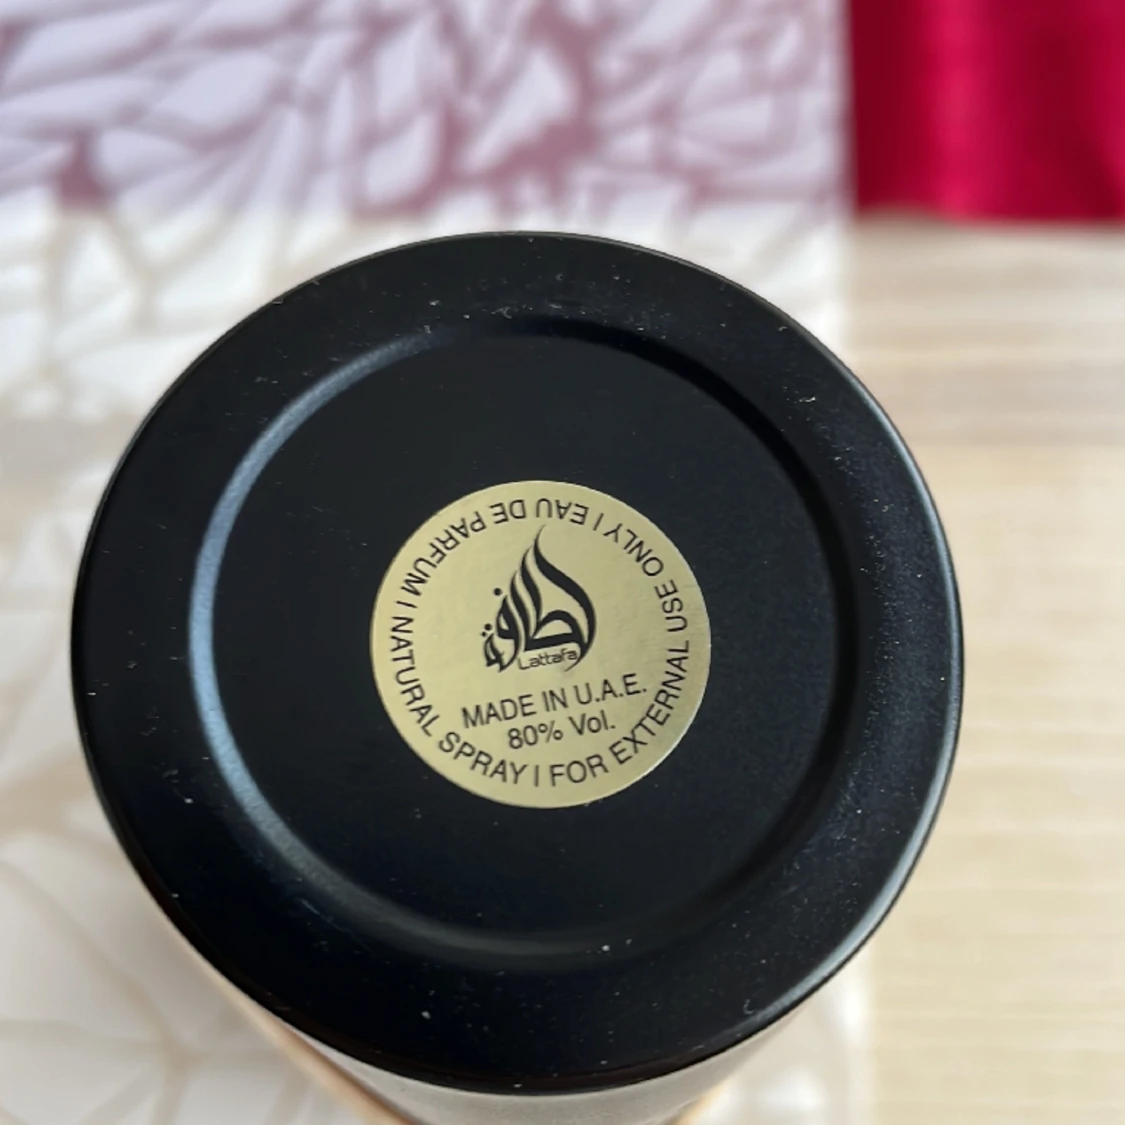 لطافة
Lattafa
MADE IN U.A.E.
80% Vol.
EAU DE PARFUM | NATURAL SPRAY | FOR EXTERNAL USE ONLY |